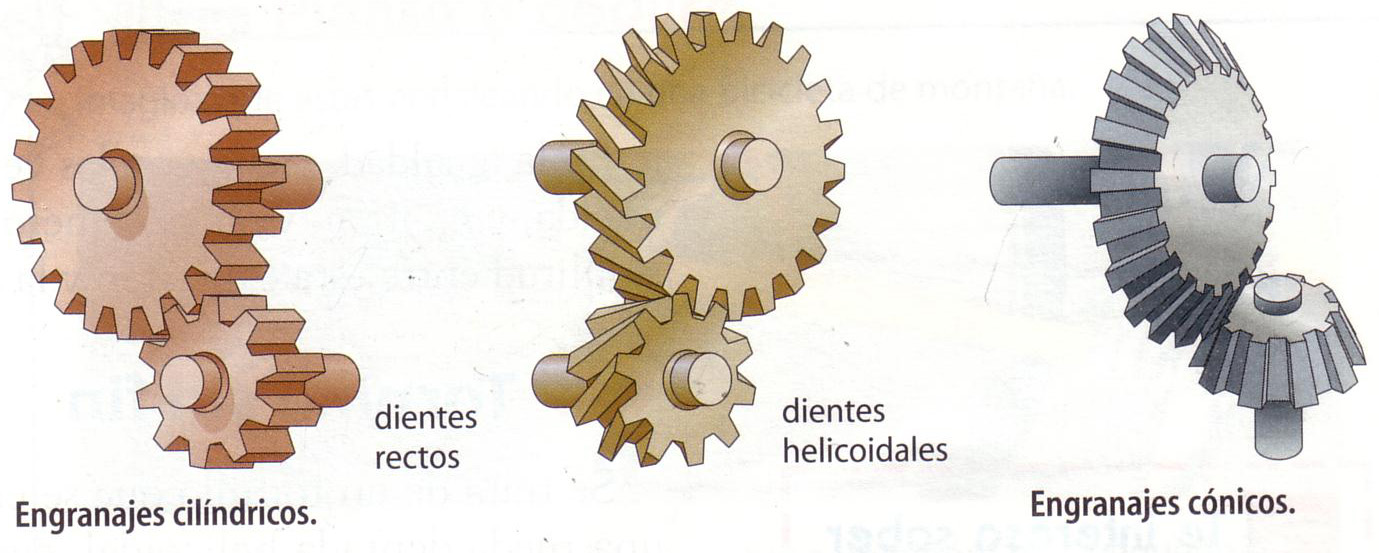 dientes
rectos
dientes
helicoidales
Engranajes cilíndricos.
Engranajes cónicos.